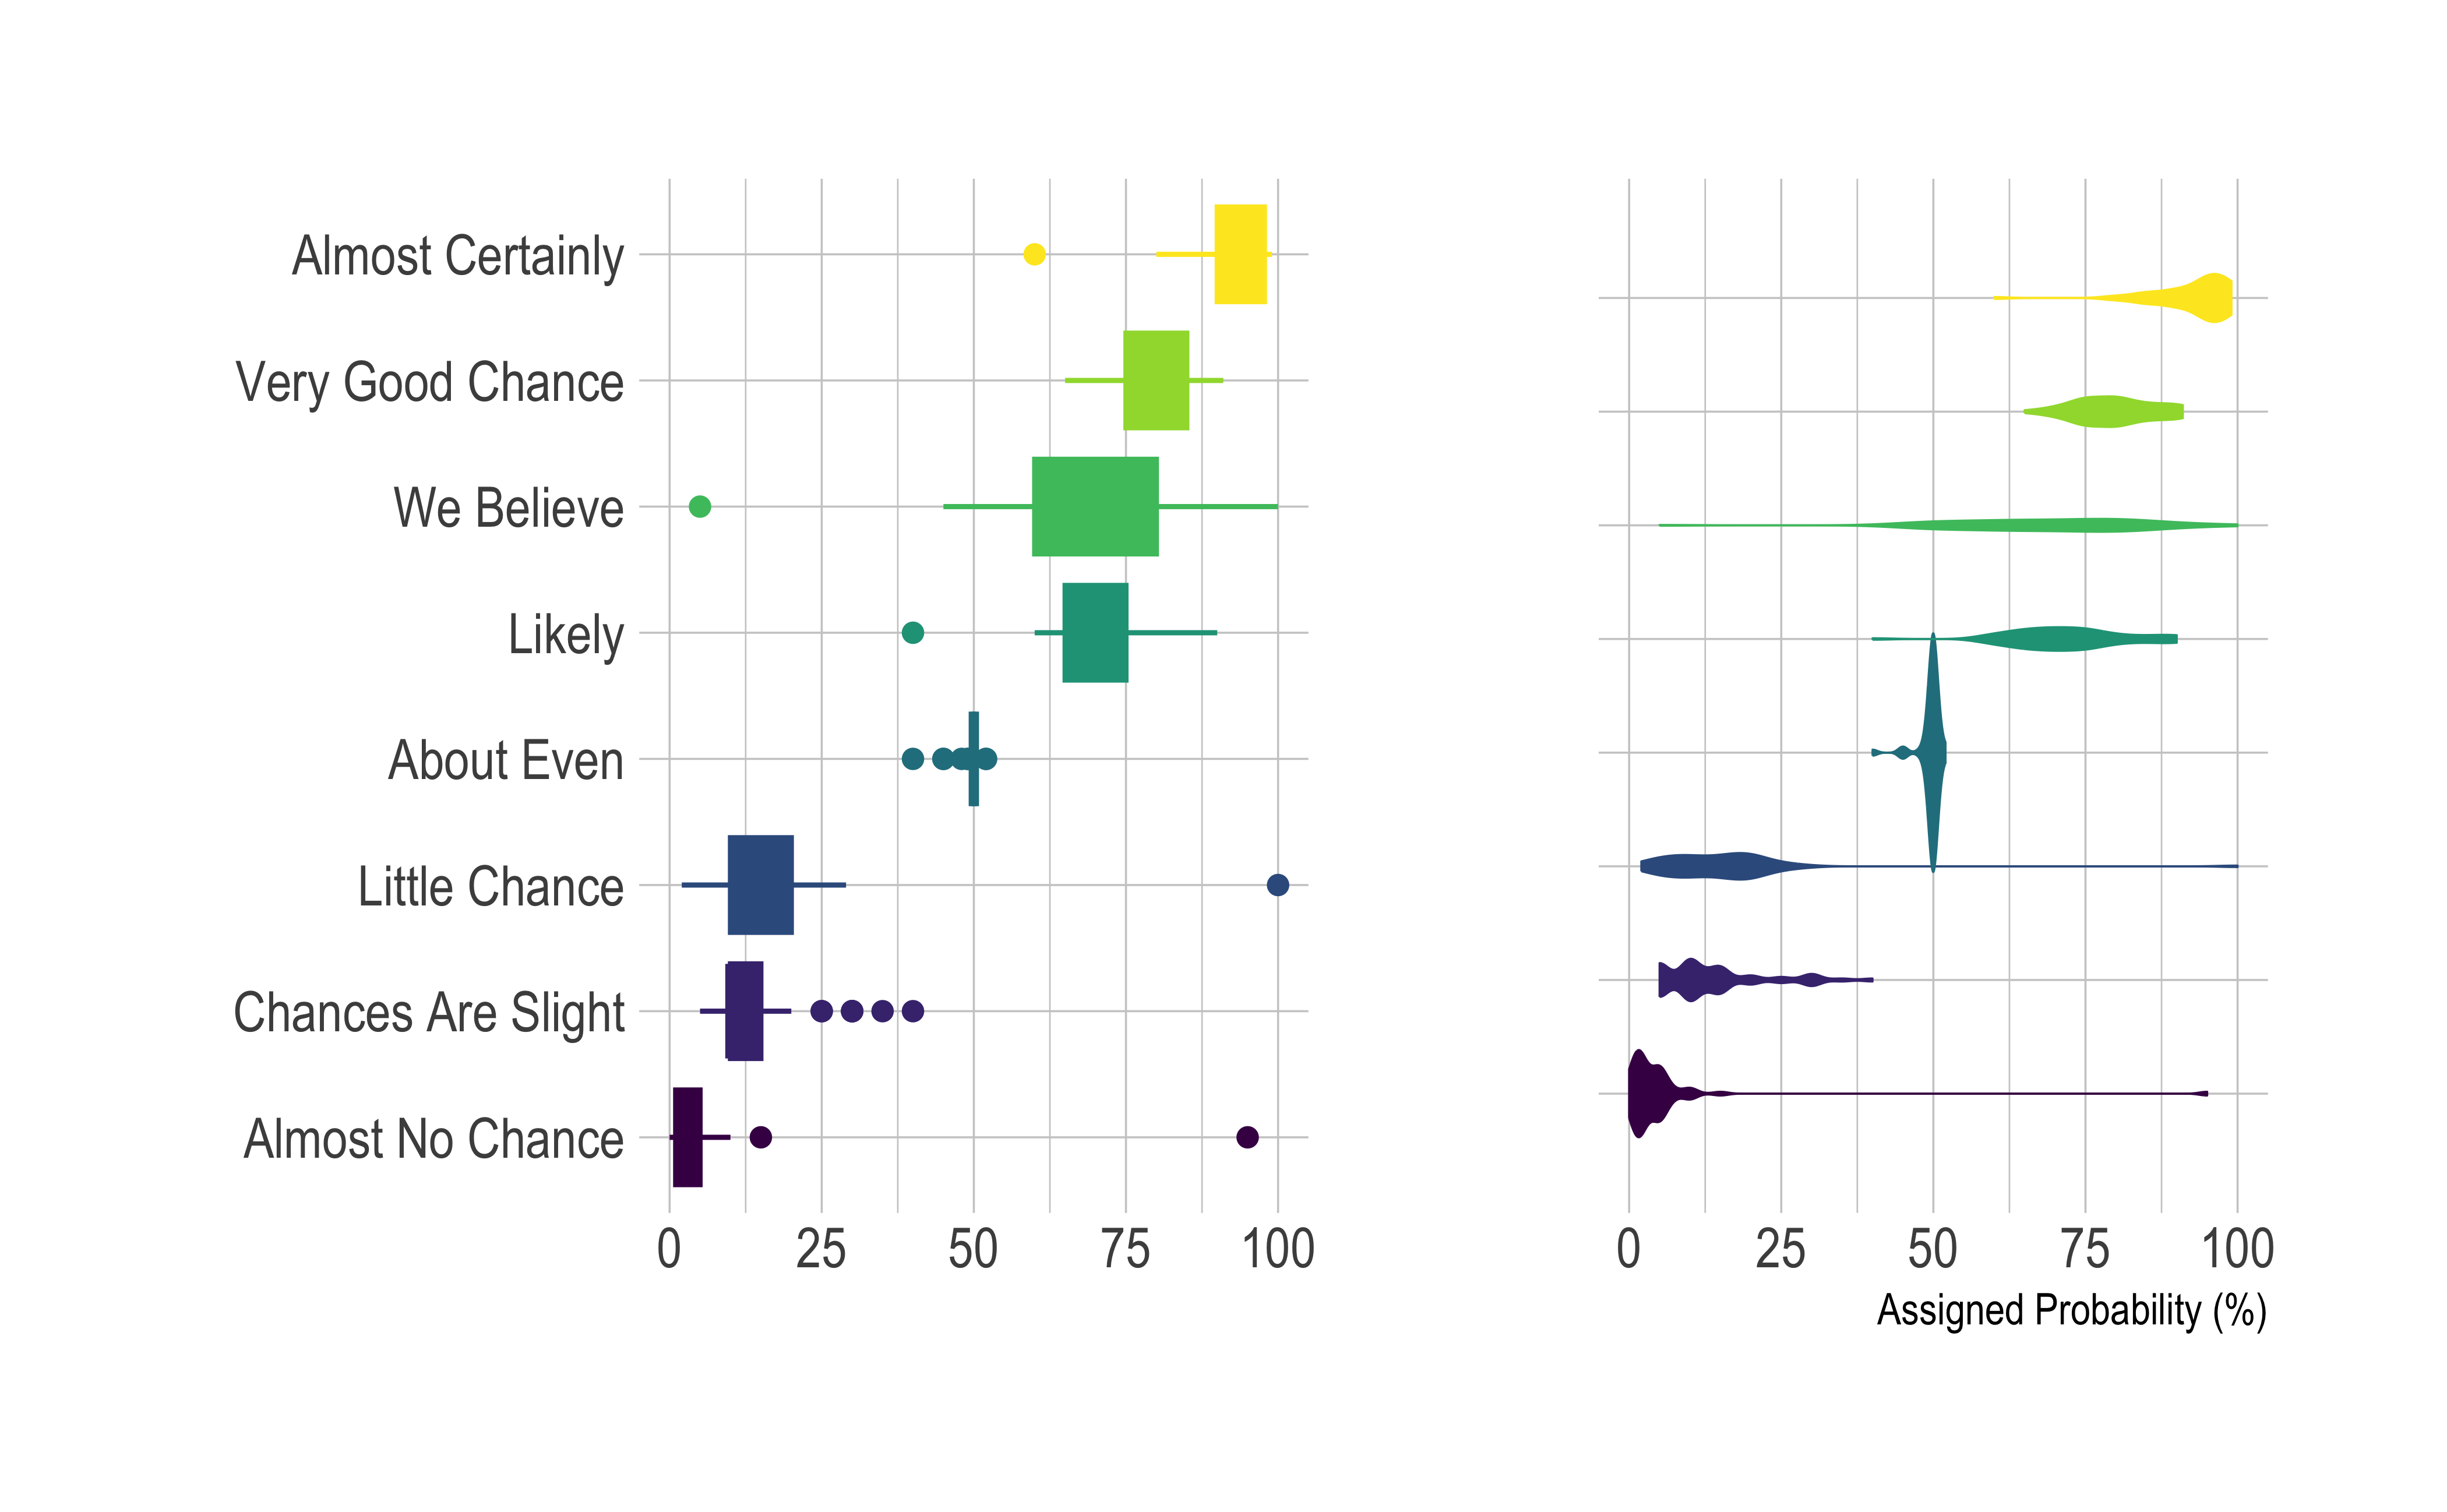 Almost Certainly
Very Good Chance
We Believe
Likely
About Even
Little Chance
Chances Are Slight
Almost No Chance
0 25 50 75 100
0 25 50 75 100
Assigned Probability (%)